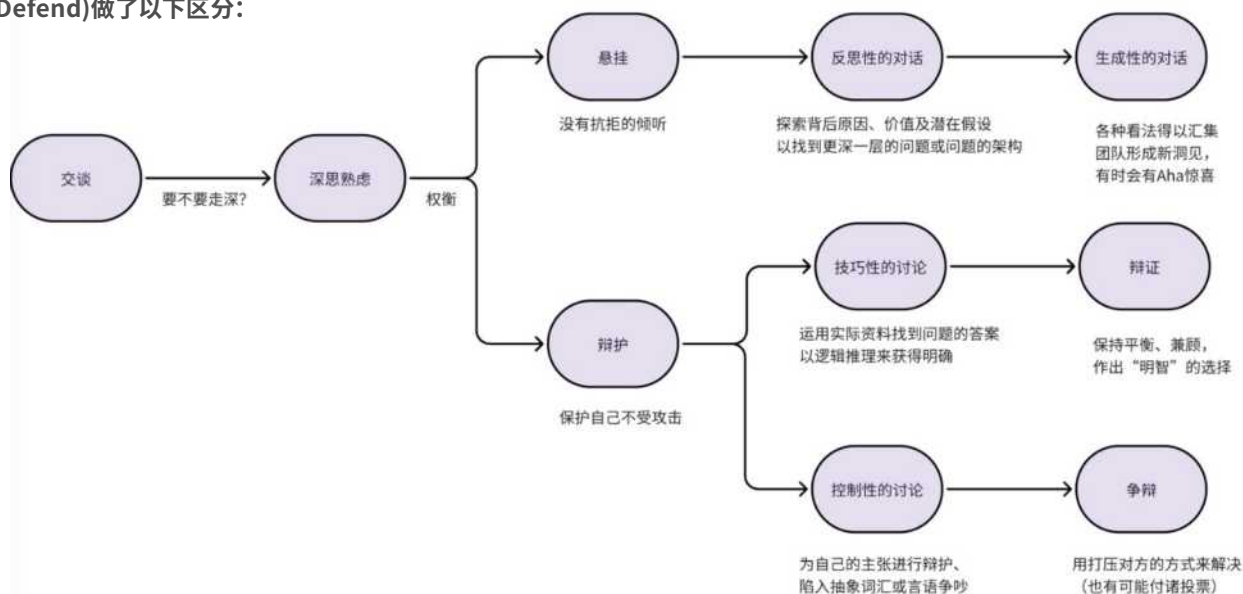 Defend)做了以下区分：
悬挂
没有抗拒的倾听
反思性的对话
探索背后原因、价值及潜在假设
以找到更深一层的问题或问题的架构
生成性的对话
各种看法得以汇集
团队形成新洞见，
有时会有Aha惊喜
交谈
要不要走深？
深思熟虑
权衡
辩护
保护自己不受攻击
技巧性的讨论
运用实际资料找到问题的答案
以逻辑推理来获得明确
辩证
保持平衡、兼顾，
作出“明智”的选择
控制性的讨论
为自己的主张进行辩护、
陷入抽象词汇或言语争吵
争辩
用打压对方的方式来解决
（也有可能付诸投票）